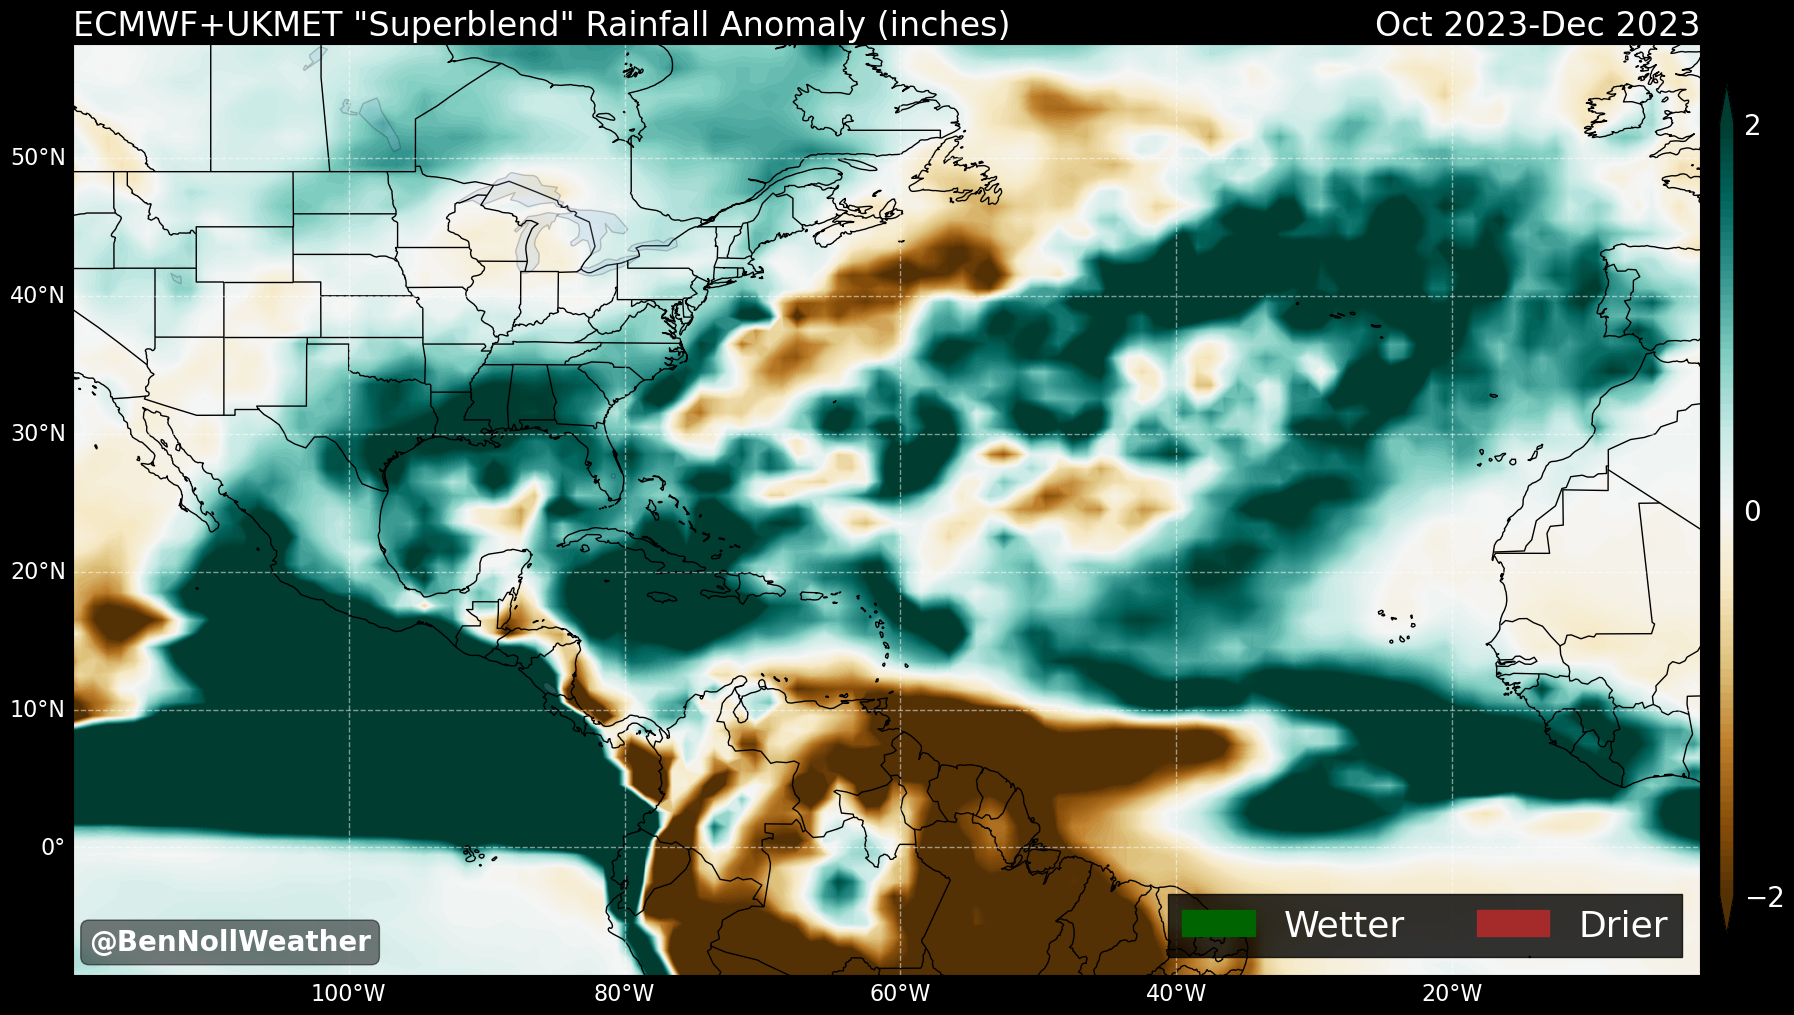 ECMWF+UKMET "Superblend" Rainfall Anomaly (inches)
Oct 2023-Dec 2023
2
50°N
40°N
0
30°N
20°N
10°N
0°
−2
Wetter
Drier
@BenNollWeather
100°W
80°W
60°W
40°W
20°W